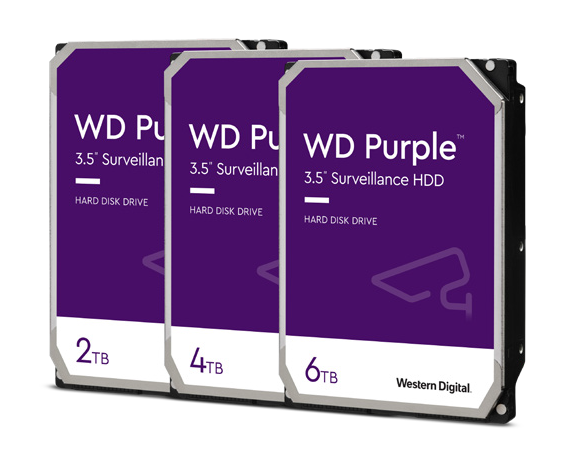 WD Pu
3.5" Surveillan
HARD DISK DRIVE
2TB
WD Pu
3.5" Surveillan
HARD DISK DRIVE
4TB
WD Purple™
3.5" Surveillance HDD
HARD DISK DRIVE
6TB
Western Digital.